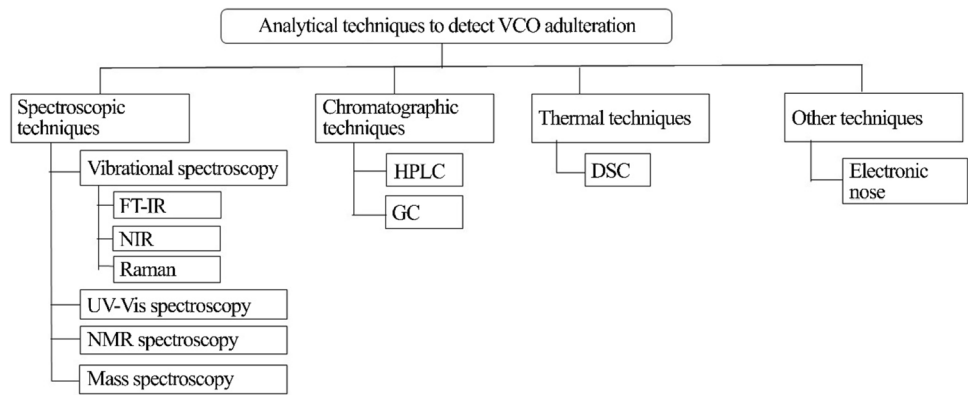 Analytical techniques to detect VCO adulteration
Spectroscopic
techniques
Vibrational spectroscopy
FT-IR
NIR
Raman
UV-Vis spectroscopy
NMR spectroscopy
Mass spectroscopy
Chromatographic
techniques
HPLC
GC
Thermal techniques
DSC
Other techniques
Electronic
nose